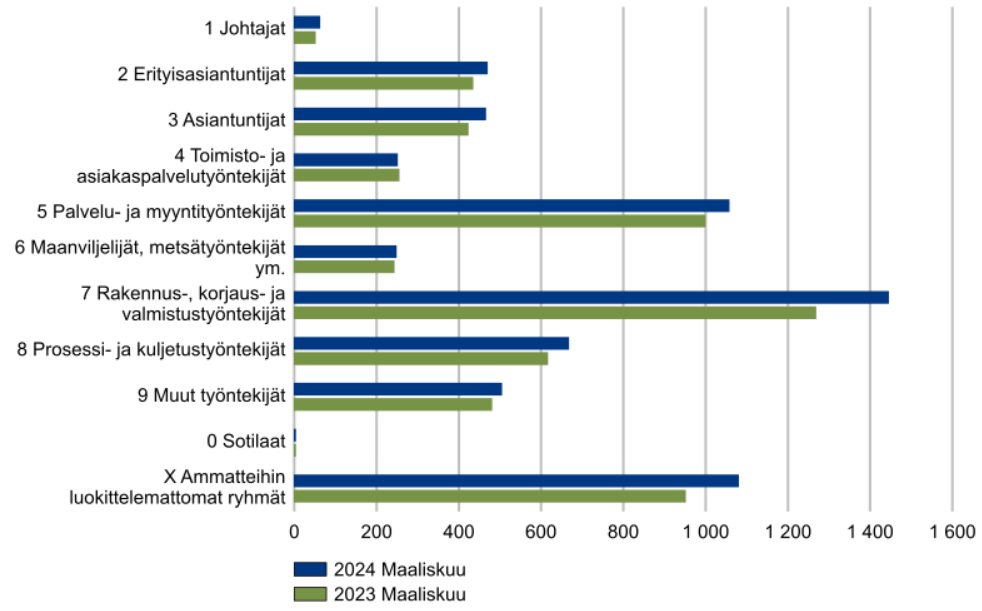 1 Johtajat
2 Erityisasiantuntijat
3 Asiantuntijat
4 Toimisto- ja
asiakaspalvelutyöntekijät
5 Palvelu- ja myyntityöntekijät
6 Maanviljelijät, metsätyöntekijät
ym.
7 Rakennus-, korjaus- ja
valmistustyöntekijät
8 Prosessi- ja kuljetustyöntekijät
9 Muut työntekijät
0 Sotilaat
X Ammatteihin
luokittelemattomat ryhmät
0 200 400 600 800 1 000 1 200 1 400 1 600
2024 Maaliskuu
2023 Maaliskuu